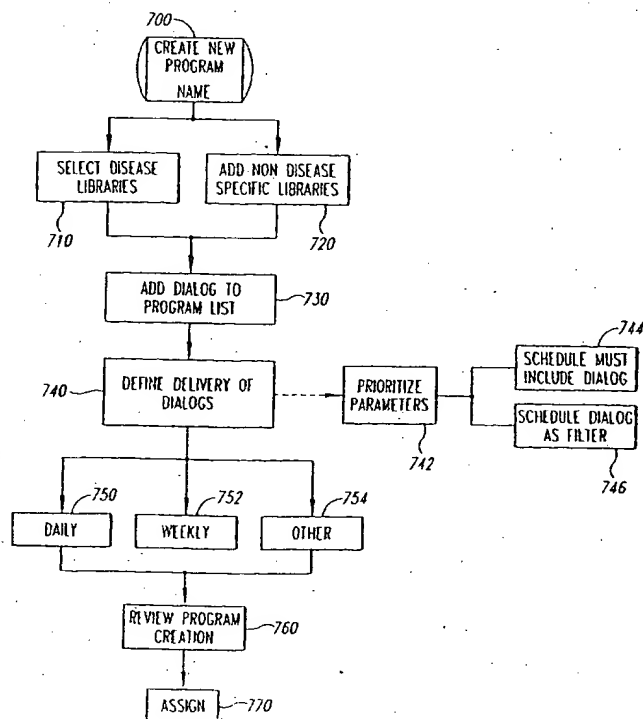 700
CREATE NEW
PROGRAM
NAME
SELECT DISEASE
LIBRARIES
710
ADD NON DISEASE
SPECIFIC LIBRARIES
720
ADD DIALOG TO
PROGRAM LIST
730
740
DEFINE DELIVERY OF
DIALOGS
PRIORITIZE
PARAMETERS
742
744
SCHEDULE MUST
INCLUDE DIALOG
SCHEDULE DIALOG
AS FILTER
746
750
DAILY
752
WEEKLY
754
OTHER
REVIEW PROGRAM
CREATION
760
ASSIGN
770